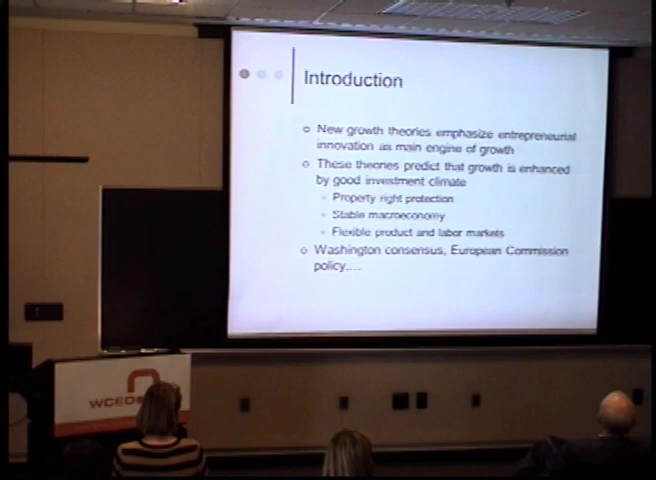 Introduction
New growth theories emphasize entrepreneurial
innovation as main engine of growth
These theories predict that growth is enhanced
by good investment climate
Property right protection
Stable macroeconomy
Flexible product and labor markets
Washington consensus, European Commission
policy,...